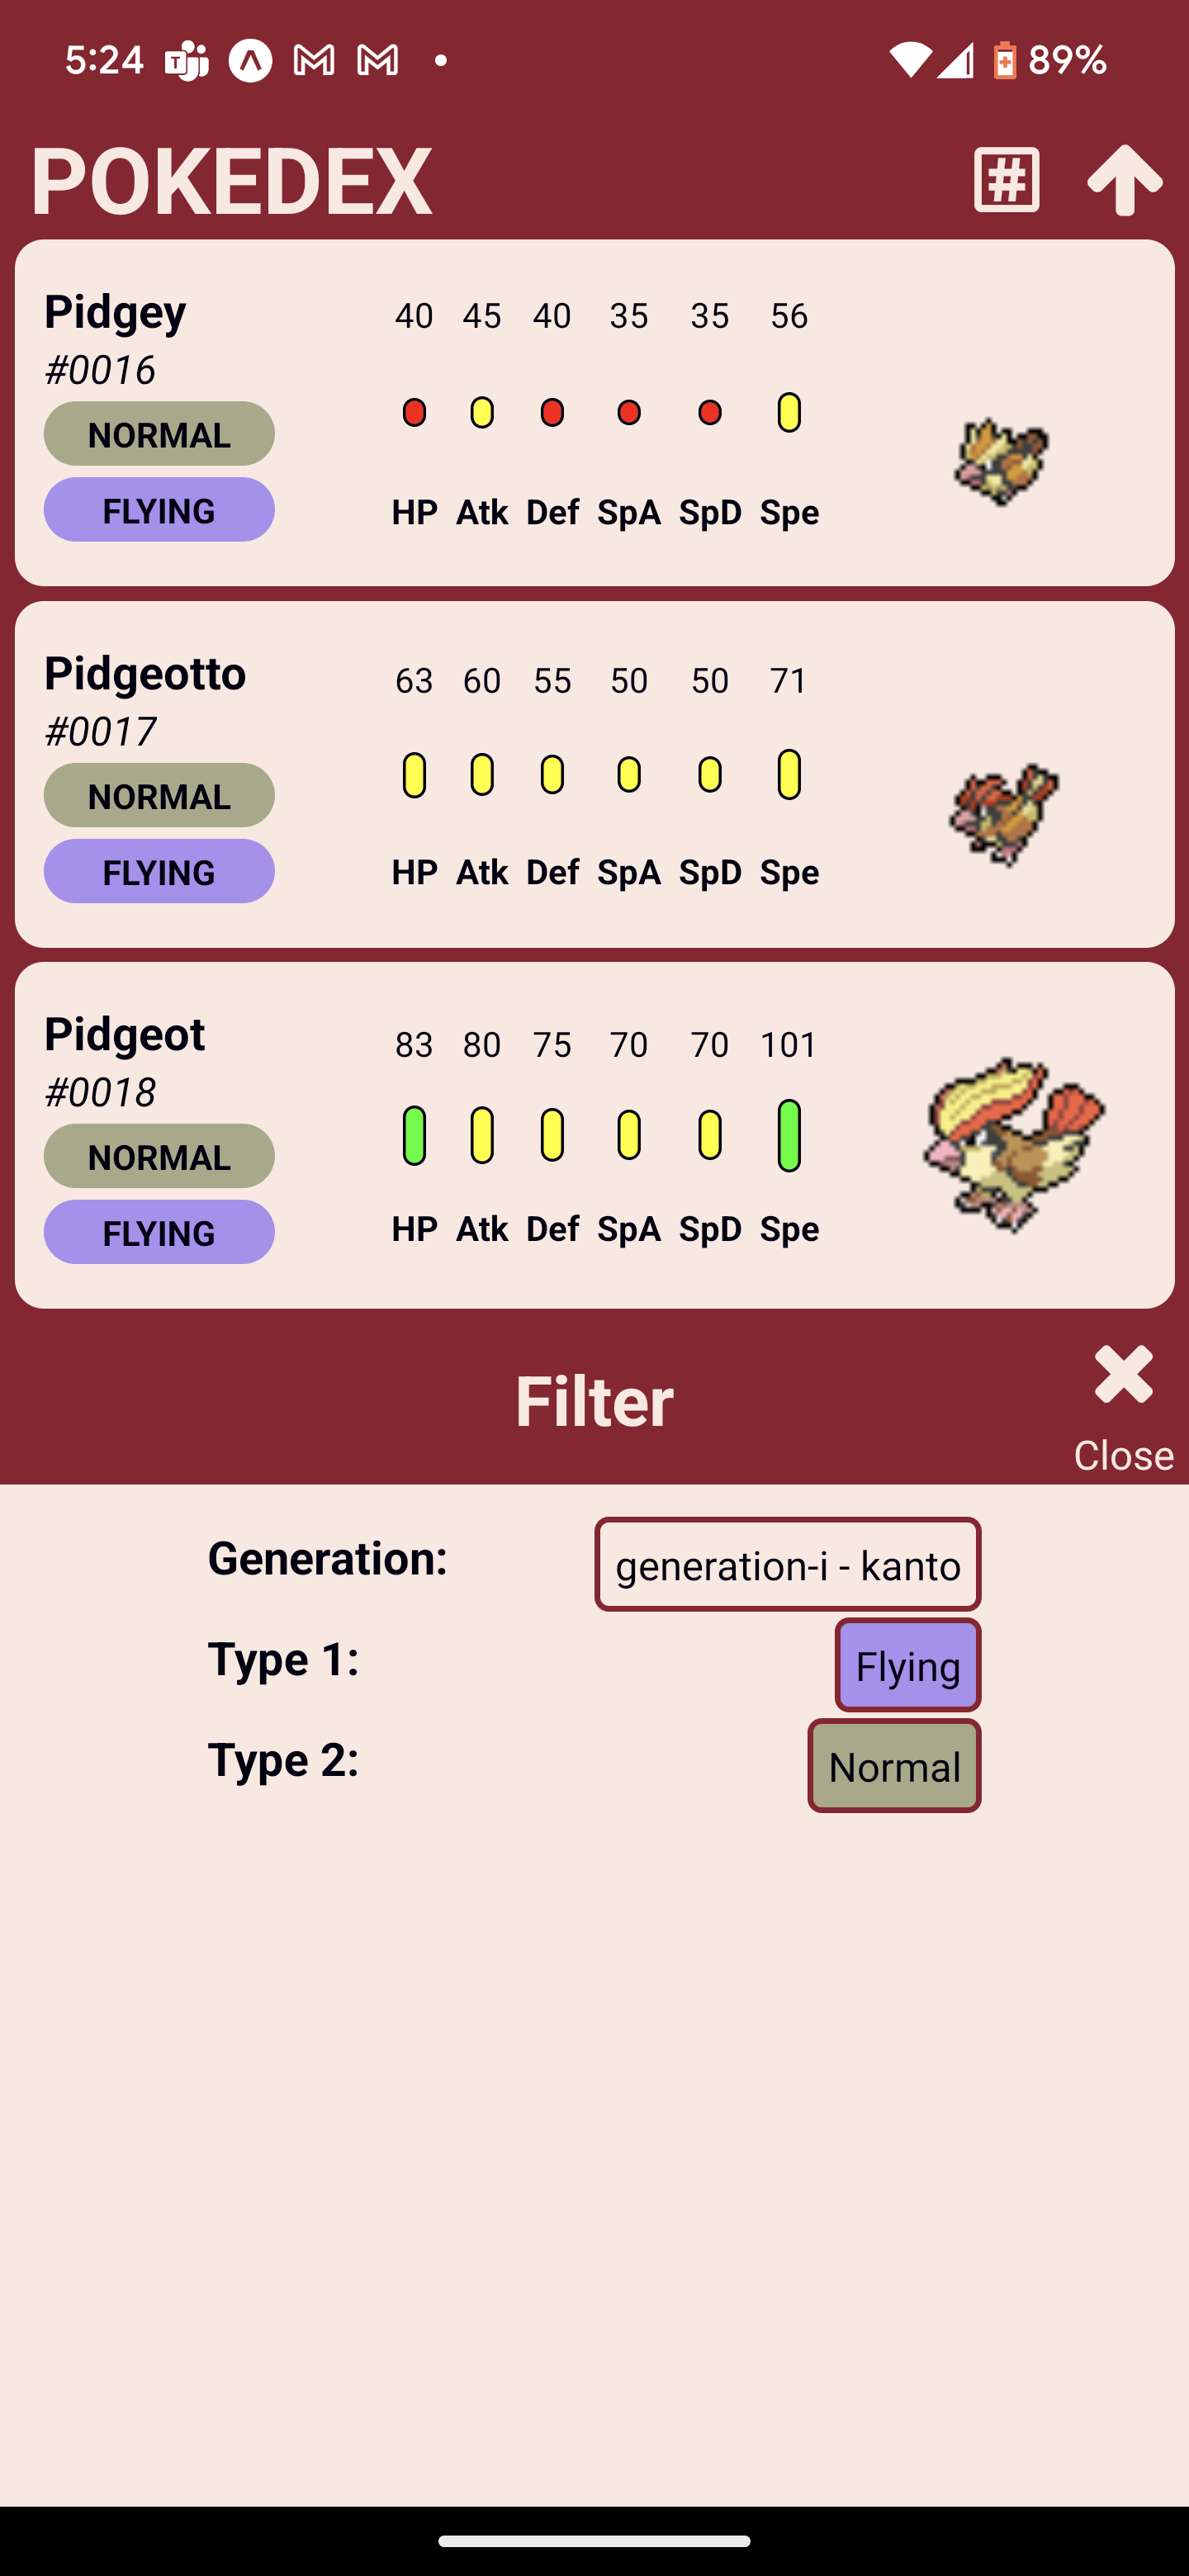 5:24 89%
POKEDEX #
Pidgey
#0016
NORMAL
FLYING
40 45 40 35 35 56
HP Atk Def SpA SpD Spe
Pidgeotto
#0017
NORMAL
FLYING
63 60 55 50 50 71
HP Atk Def SpA SpD Spe
Pidgeot
#0018
NORMAL
FLYING
83 80 75 70 70 101
HP Atk Def SpA SpD Spe
Filter
Close
Generation: generation-i - kanto
Type 1: Flying
Type 2: Normal